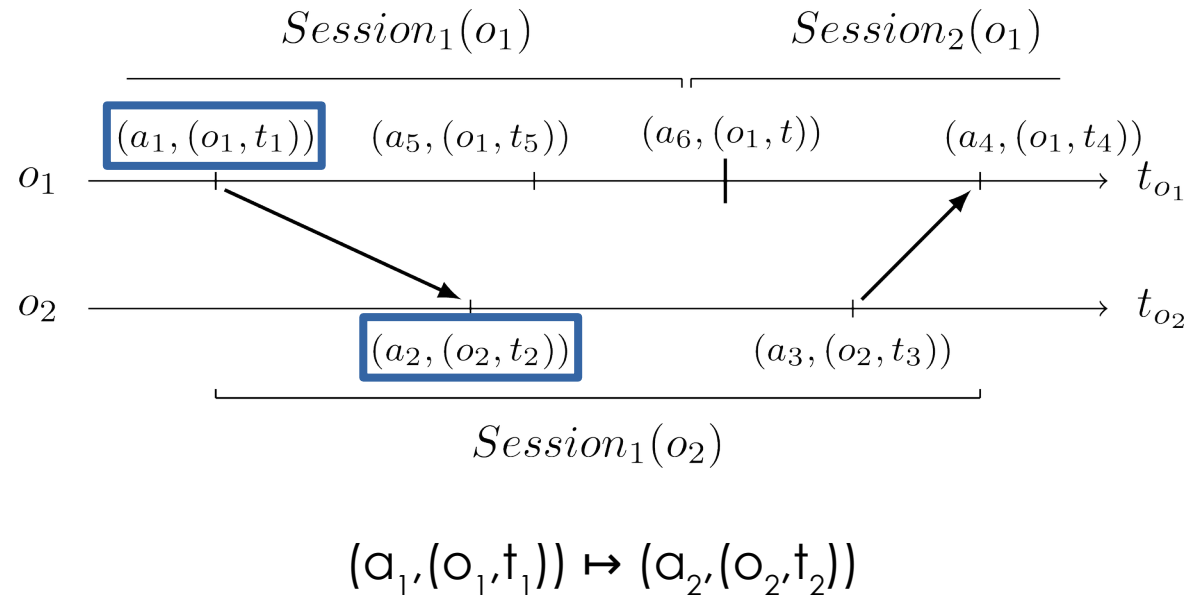 Session₁(o₁) Session₂(o₁)
(a₁, (o₁, t₁)) (a₅, (o₁, t₅)) (a₆, (o₁, t)) (a₄, (o₁, t₄))
o₁ t_{o₁}
o₂ t_{o₂}
(a₂, (o₂, t₂)) (a₃, (o₂, t₃))
Session₁(o₂)
(a₁,(o₁,t₁)) ↦ (a₂,(o₂,t₂))